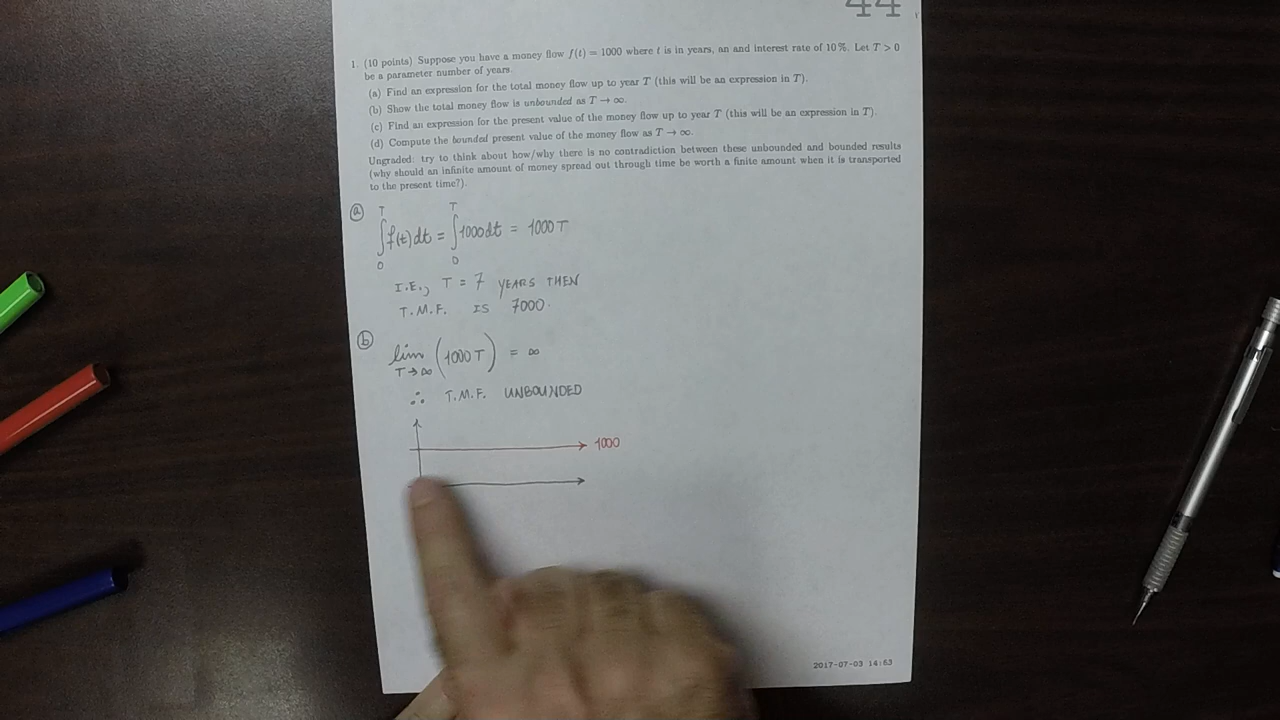 44
1. (10 points) Suppose you have a money flow f(t) = 1000 where t is in years, an and interest rate of 10%. Let T > 0
be a parameter number of years.
(a) Find an expression for the total money flow up to year T (this will be an expression in T).
(b) Show the total money flow is unbounded as T → ∞.
(c) Find an expression for the present value of the money flow up to year T (this will be an expression in T).
(d) Compute the bounded present value of the money flow as T → ∞.
Ungraded: try to think about how/why there is no contradiction between these unbounded and bounded results
(why should an infinite amount of money spread out through time be worth a finite amount when it is transported
to the present time?).
(a) ∫₀ᵀ f(t)dt = ∫₀ᵀ 1000dt = 1000T
I.E., T = 7 YEARS THEN
T.M.F. IS 7000.
(b) lim T→∞ (1000T) = ∞
∴ T.M.F. UNBOUNDED
1000
2017-07-03 14:53